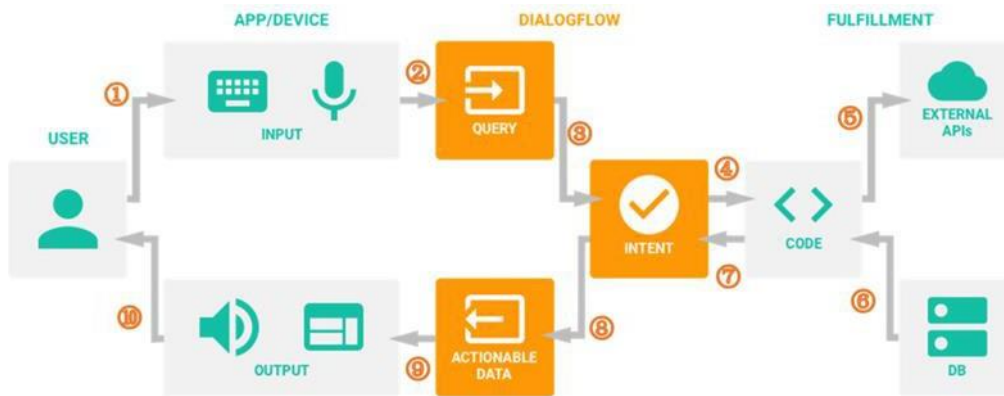 APP/DEVICE
DIALOGFLOW
FULFILLMENT
①
②
③
④
⑤
INPUT
QUERY
EXTERNAL
APIs
USER
INTENT
CODE
⑦
⑥
⑩
⑧
⑨
OUTPUT
ACTIONABLE
DATA
DB